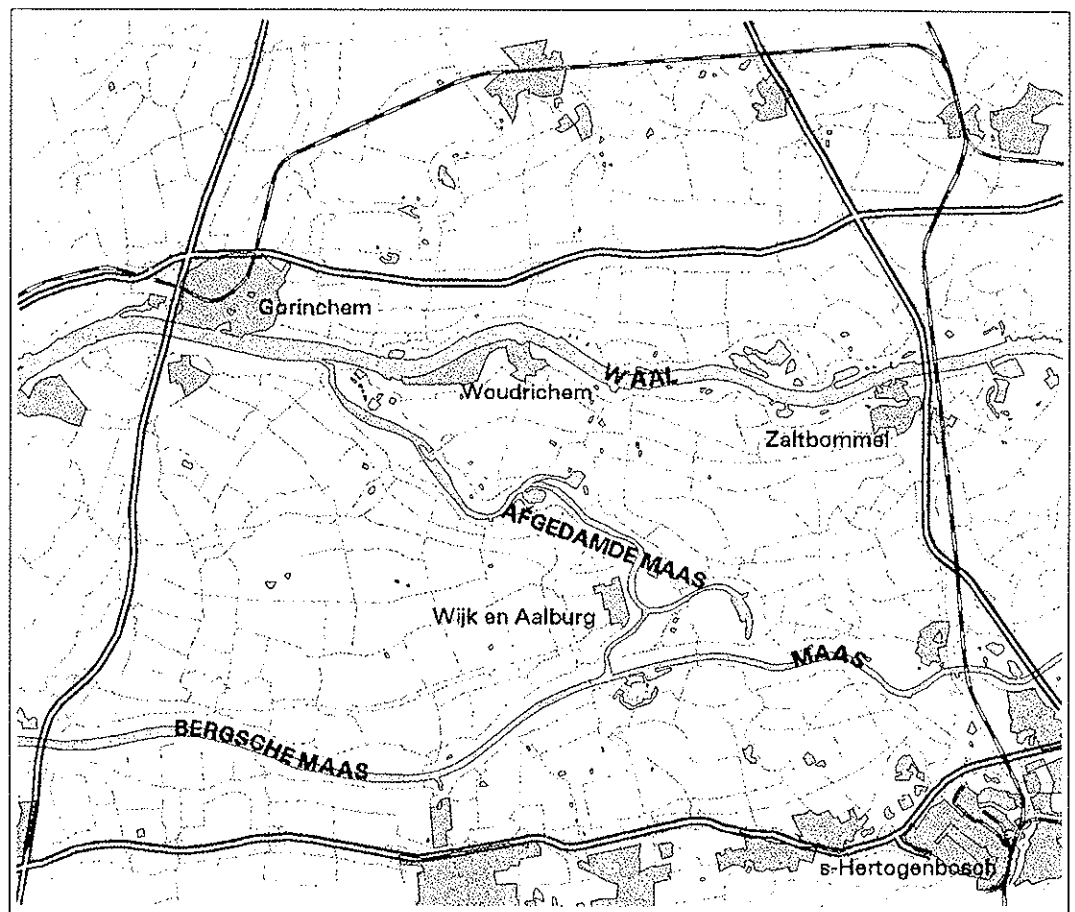 Gorinchem
WAAL
Woudrichem
Zaltbommel
AFGEDAMDE MAAS
Wijk en Aalburg
MAAS
BERGSCHE MAAS
s-Hertogenbosch